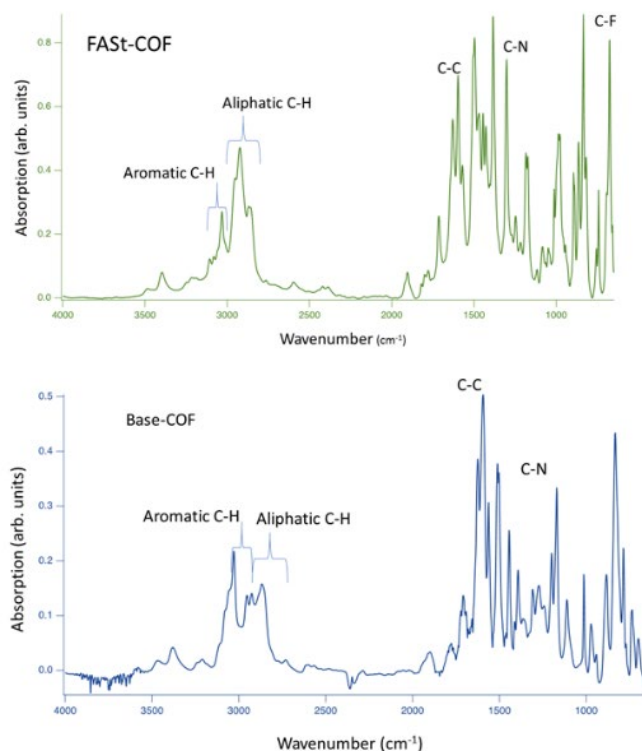 FASt-COF
C-F
C-N
C-C
Aliphatic C-H
Aromatic C-H
Absorption (arb. units)
0.8
0.6
0.4
0.2
0.0
4000 3500 3000 2500 2000 1500 1000
Wavenumber (cm-1)
C-C
Base-COF
C-N
Aromatic C-H Aliphatic C-H
Absorption (arb. units)
0.5
0.4
0.3
0.2
0.1
0.0
4000 3500 3000 2500 2000 1500 1000
Wavenumber (cm-1)